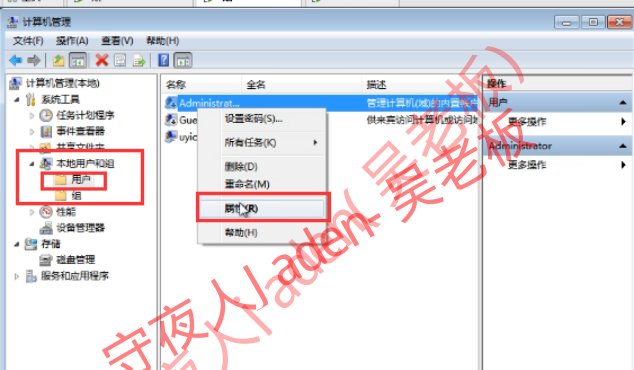 计算机管理
文件(F) 操作(A) 查看(V) 帮助(H)
计算机管理(本地)
系统工具
任务计划程序
事件查看器
共享文件夹
本地用户和组
用户
组
性能
设备管理器
存储
磁盘管理
服务和应用程序
名称 全名 描述
Administrat... 管理计算机(域)的内置帐户
Gue 供来宾访问计算机或访问域
uyic
设置密码(S)...
所有任务(K)
删除(D)
重命名(M)
属性(R)
帮助(H)
操作
用户
更多操作
Administrator
更多操作
守夜人J aden- 吴老板